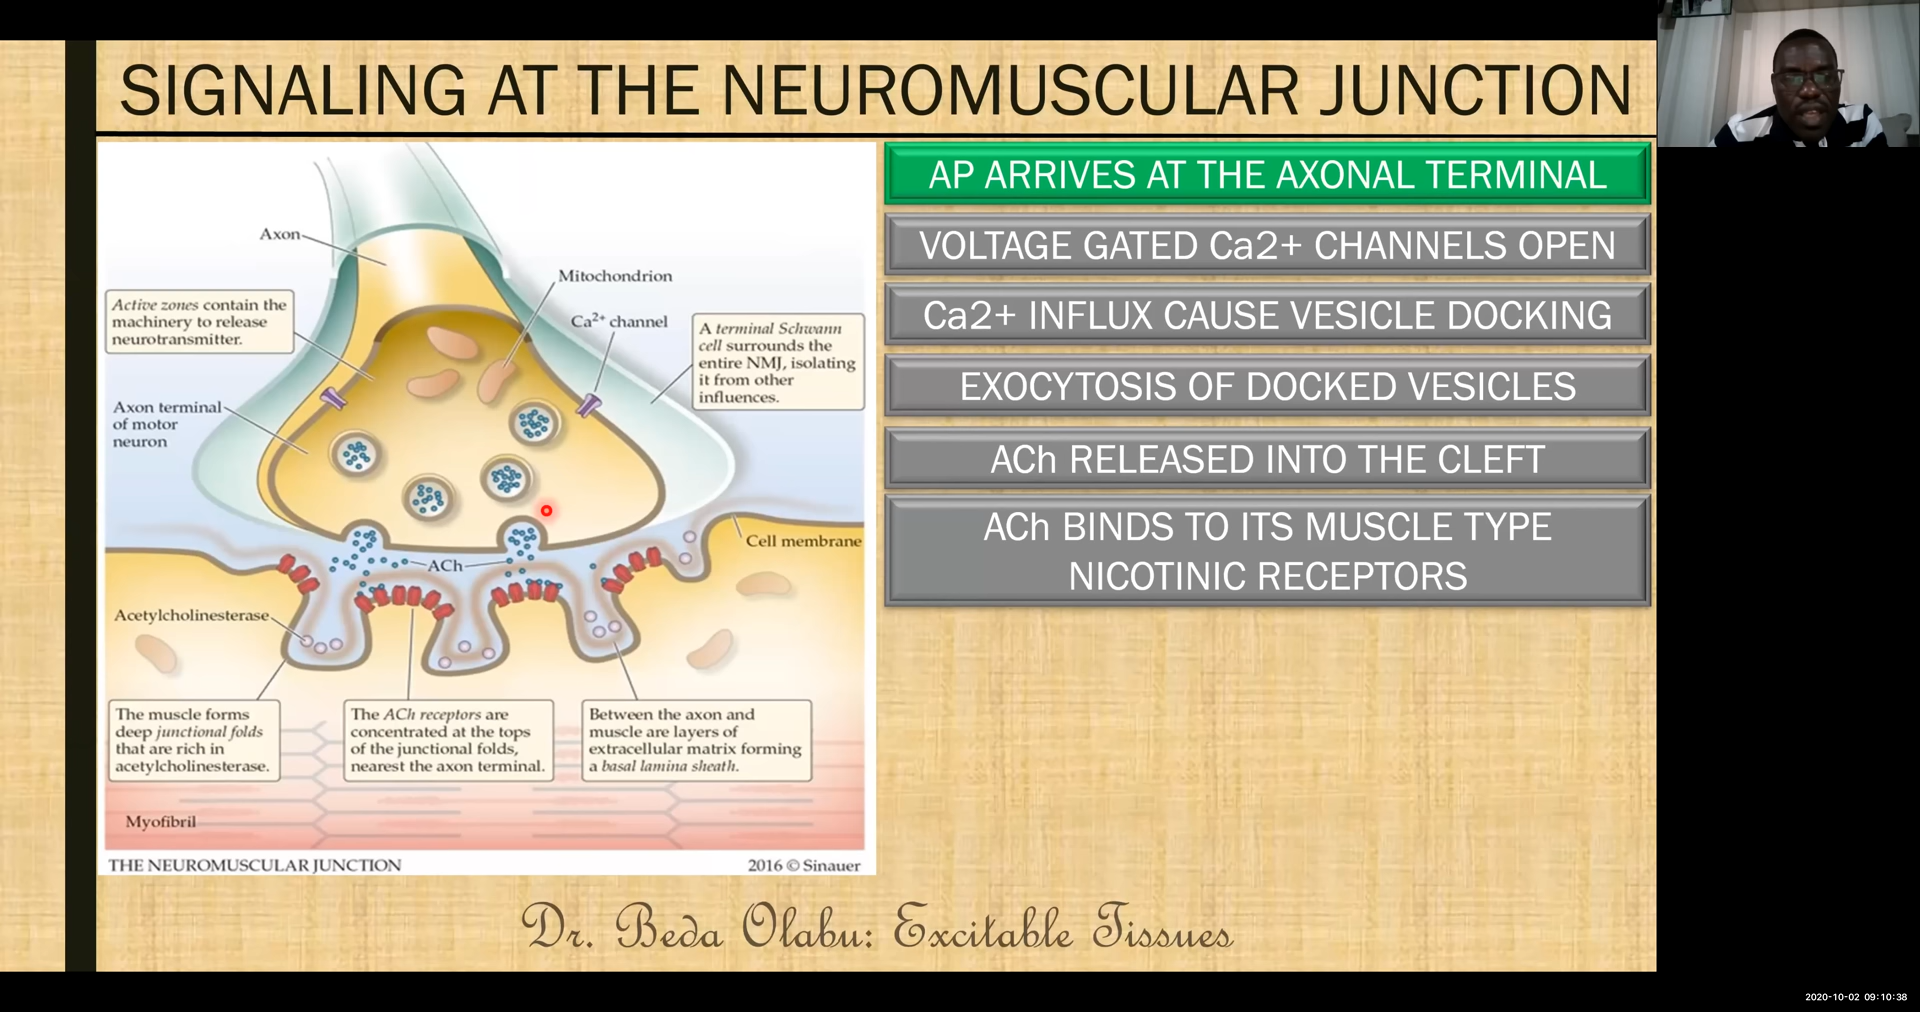 SIGNALING AT THE NEUROMUSCULAR JUNCTION
Axon
Mitochondrion
Ca²⁺ channel
Active zones contain the
machinery to release
neurotransmitter.
A terminal Schwann
cell surrounds the
entire NMJ, isolating
it from other
influences.
Axon terminal
of motor
neuron
Cell membrane
ACh
Acetylcholinesterase
The muscle forms
deep junctional folds
that are rich in
acetylcholinesterase.
The ACh receptors are
concentrated at the tops
of the junctional folds,
nearest the axon terminal.
Between the axon and
muscle are layers of
extracellular matrix forming
a basal lamina sheath.
Myofibril
THE NEUROMUSCULAR JUNCTION
2016 © Sinauer
AP ARRIVES AT THE AXONAL TERMINAL
VOLTAGE GATED Ca2+ CHANNELS OPEN
Ca2+ INFLUX CAUSE VESICLE DOCKING
EXOCYTOSIS OF DOCKED VESICLES
ACh RELEASED INTO THE CLEFT
ACh BINDS TO ITS MUSCLE TYPE
NICOTINIC RECEPTORS
Dr. Beda Olabu: Excitable Tissues
2020-10-02 09:10:38